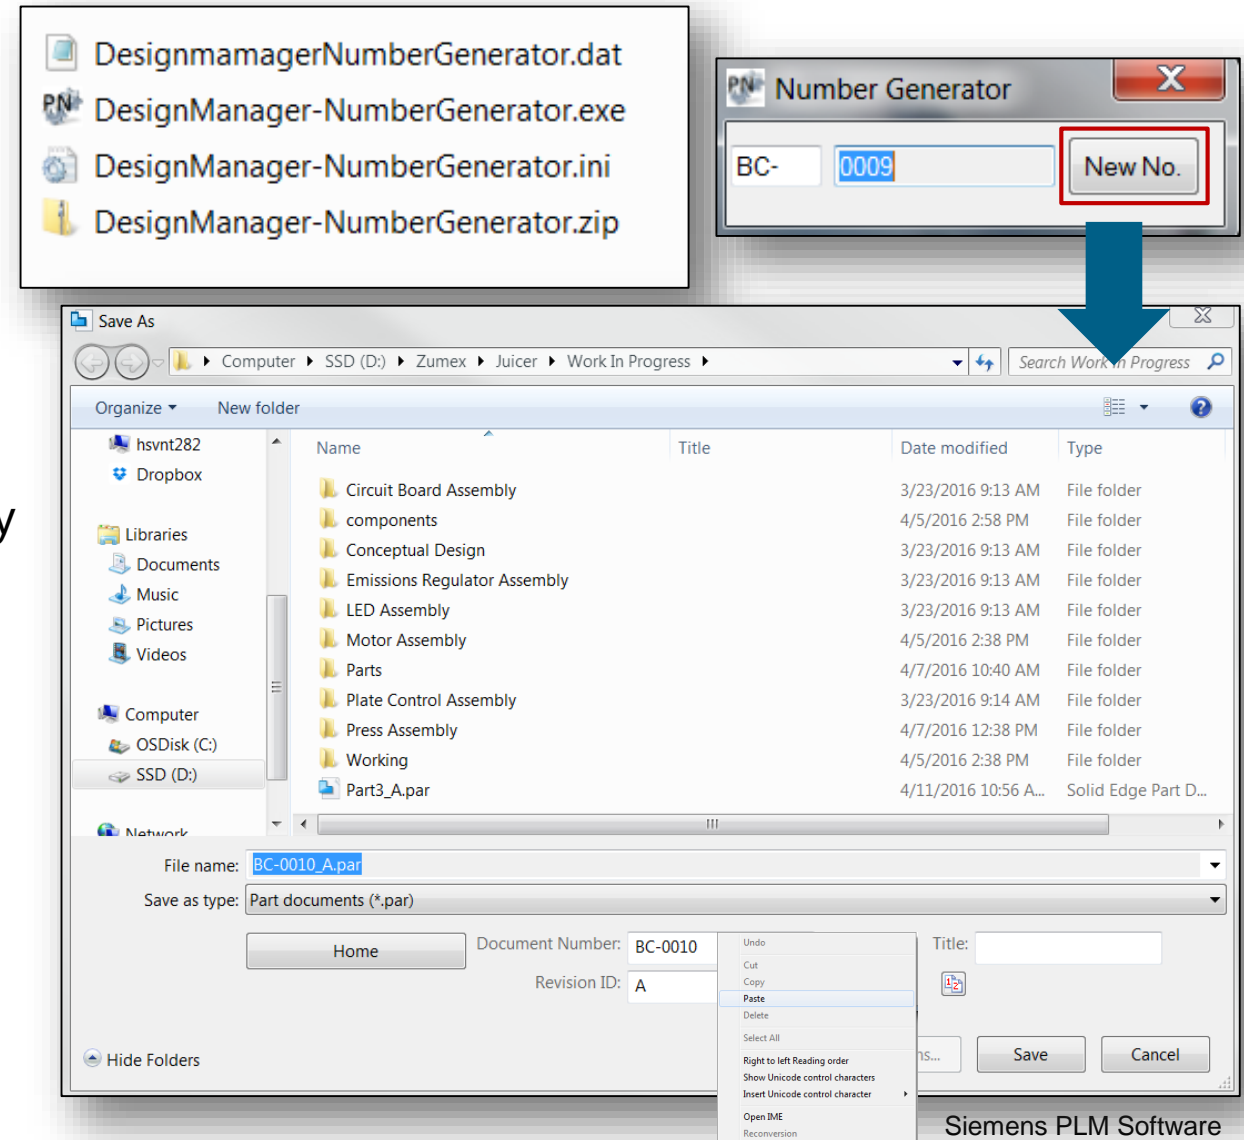 DesignmamagerNumberGenerator.dat
DesignManager-NumberGenerator.exe
DesignManager-NumberGenerator.ini
DesignManager-NumberGenerator.zip
PN Number Generator X
BC- 0009 New No.
Save As
Computer SSD (D:) Zumex Juicer Work In Progress Search Work In Progress
Organize New folder
hsvnt282
Dropbox
Libraries
Documents
Music
Pictures
Videos
Computer
OSDisk (C:)
SSD (D:)
Network
Name Title Date modified Type
Circuit Board Assembly 3/23/2016 9:13 AM File folder
components 4/5/2016 2:58 PM File folder
Conceptual Design 3/23/2016 9:13 AM File folder
Emissions Regulator Assembly 3/23/2016 9:13 AM File folder
LED Assembly 3/23/2016 9:13 AM File folder
Motor Assembly 4/5/2016 2:38 PM File folder
Parts 4/7/2016 10:40 AM File folder
Plate Control Assembly 3/23/2016 9:14 AM File folder
Press Assembly 4/7/2016 12:38 PM File folder
Working 4/5/2016 2:38 PM File folder
Part3_A.par 4/11/2016 10:56 A... Solid Edge Part D...
y
File name: BC-0010_A.par
Save as type: Part documents (*.par)
Home
Document Number: BC-0010
Title:
Revision ID: A
Undo
Cut
Copy
Paste
Delete
Select All
Right to left Reading order
Show Unicode control characters
Insert Unicode control character
Open IME
Reconversion
Hide Folders
ns... Save Cancel
Siemens PLM Software